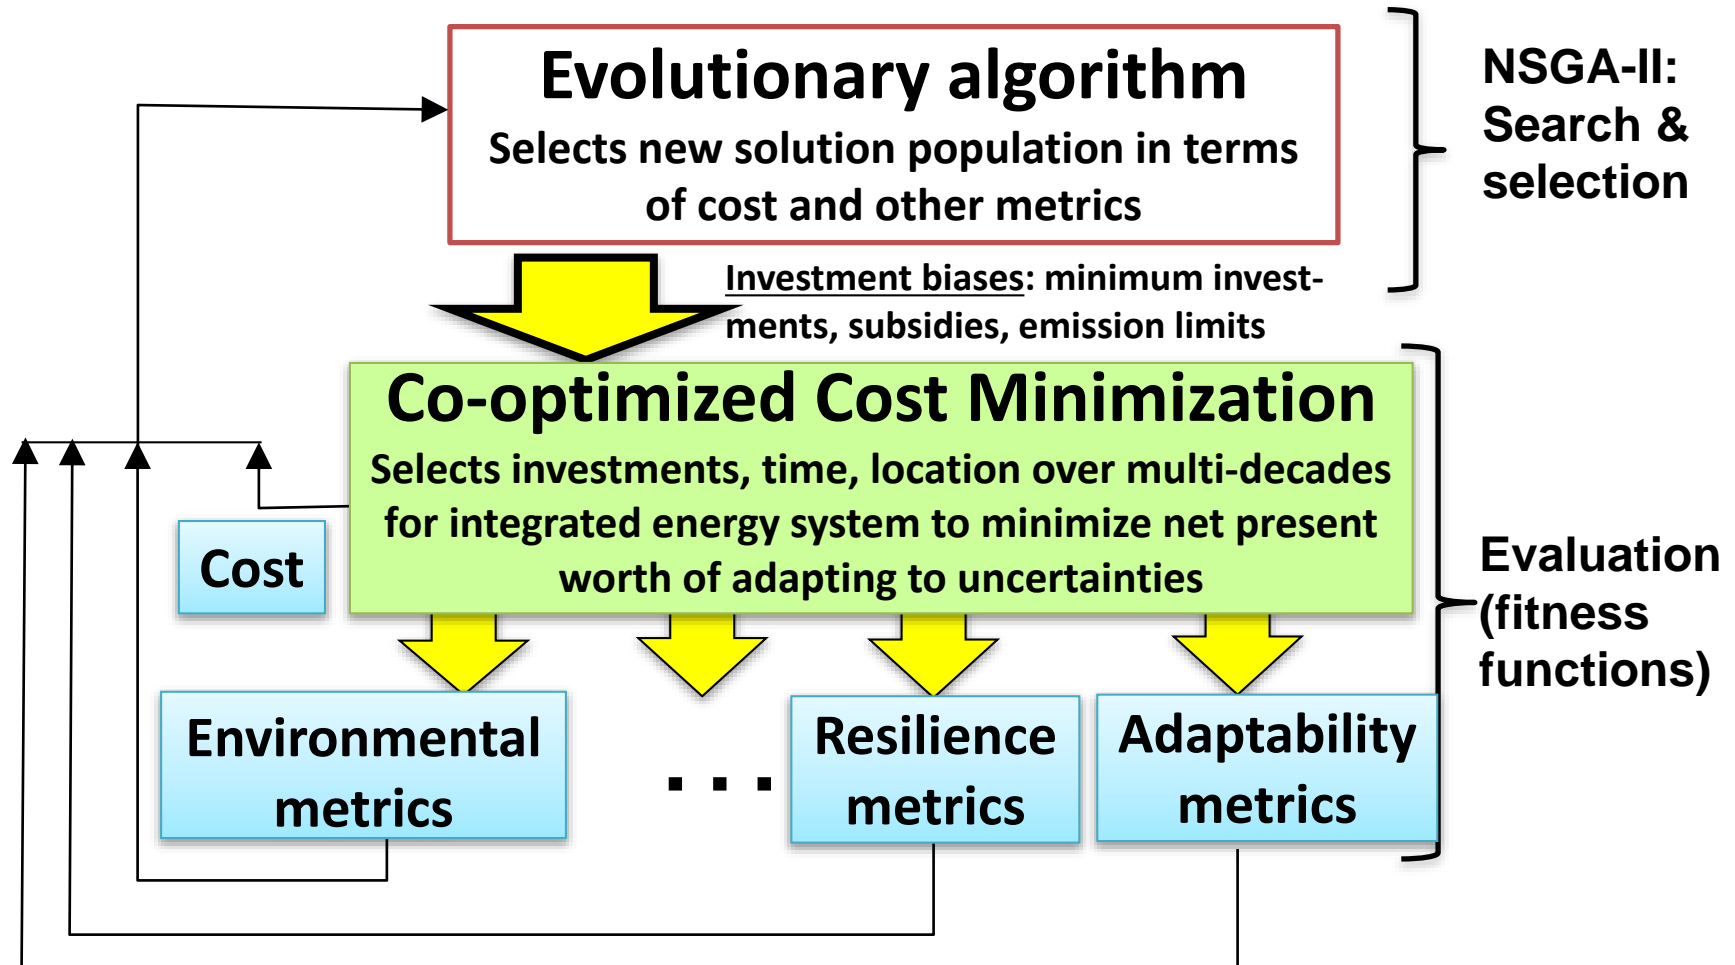 Evolutionary algorithm
Selects new solution population in terms
of cost and other metrics
NSGA-II:
Search &
selection
Investment biases: minimum invest-
ments, subsidies, emission limits
Co-optimized Cost Minimization
Selects investments, time, location over multi-decades
for integrated energy system to minimize net present
worth of adapting to uncertainties
Cost
Evaluation
(fitness
functions)
Environmental
metrics
. . .
Resilience
metrics
Adaptability
metrics